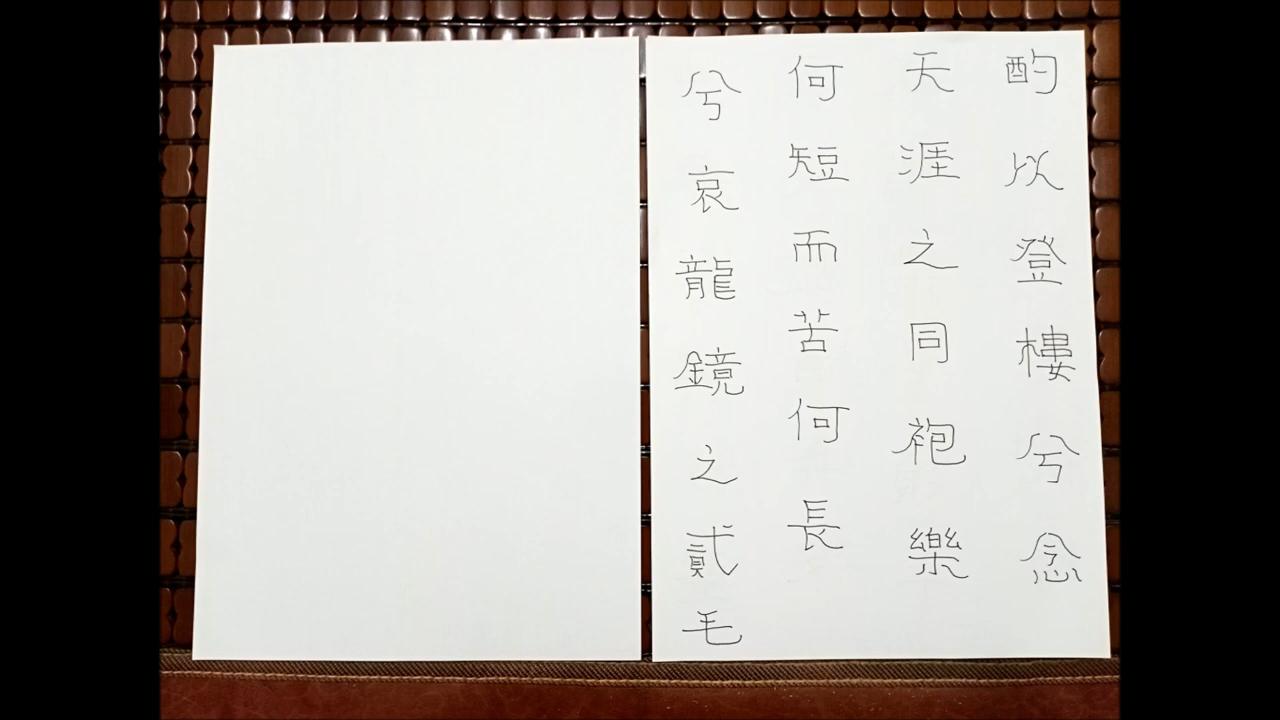 酌以登樓兮念
天涯之同袍樂
何短而苦何長
兮哀龍鏡之貳毛